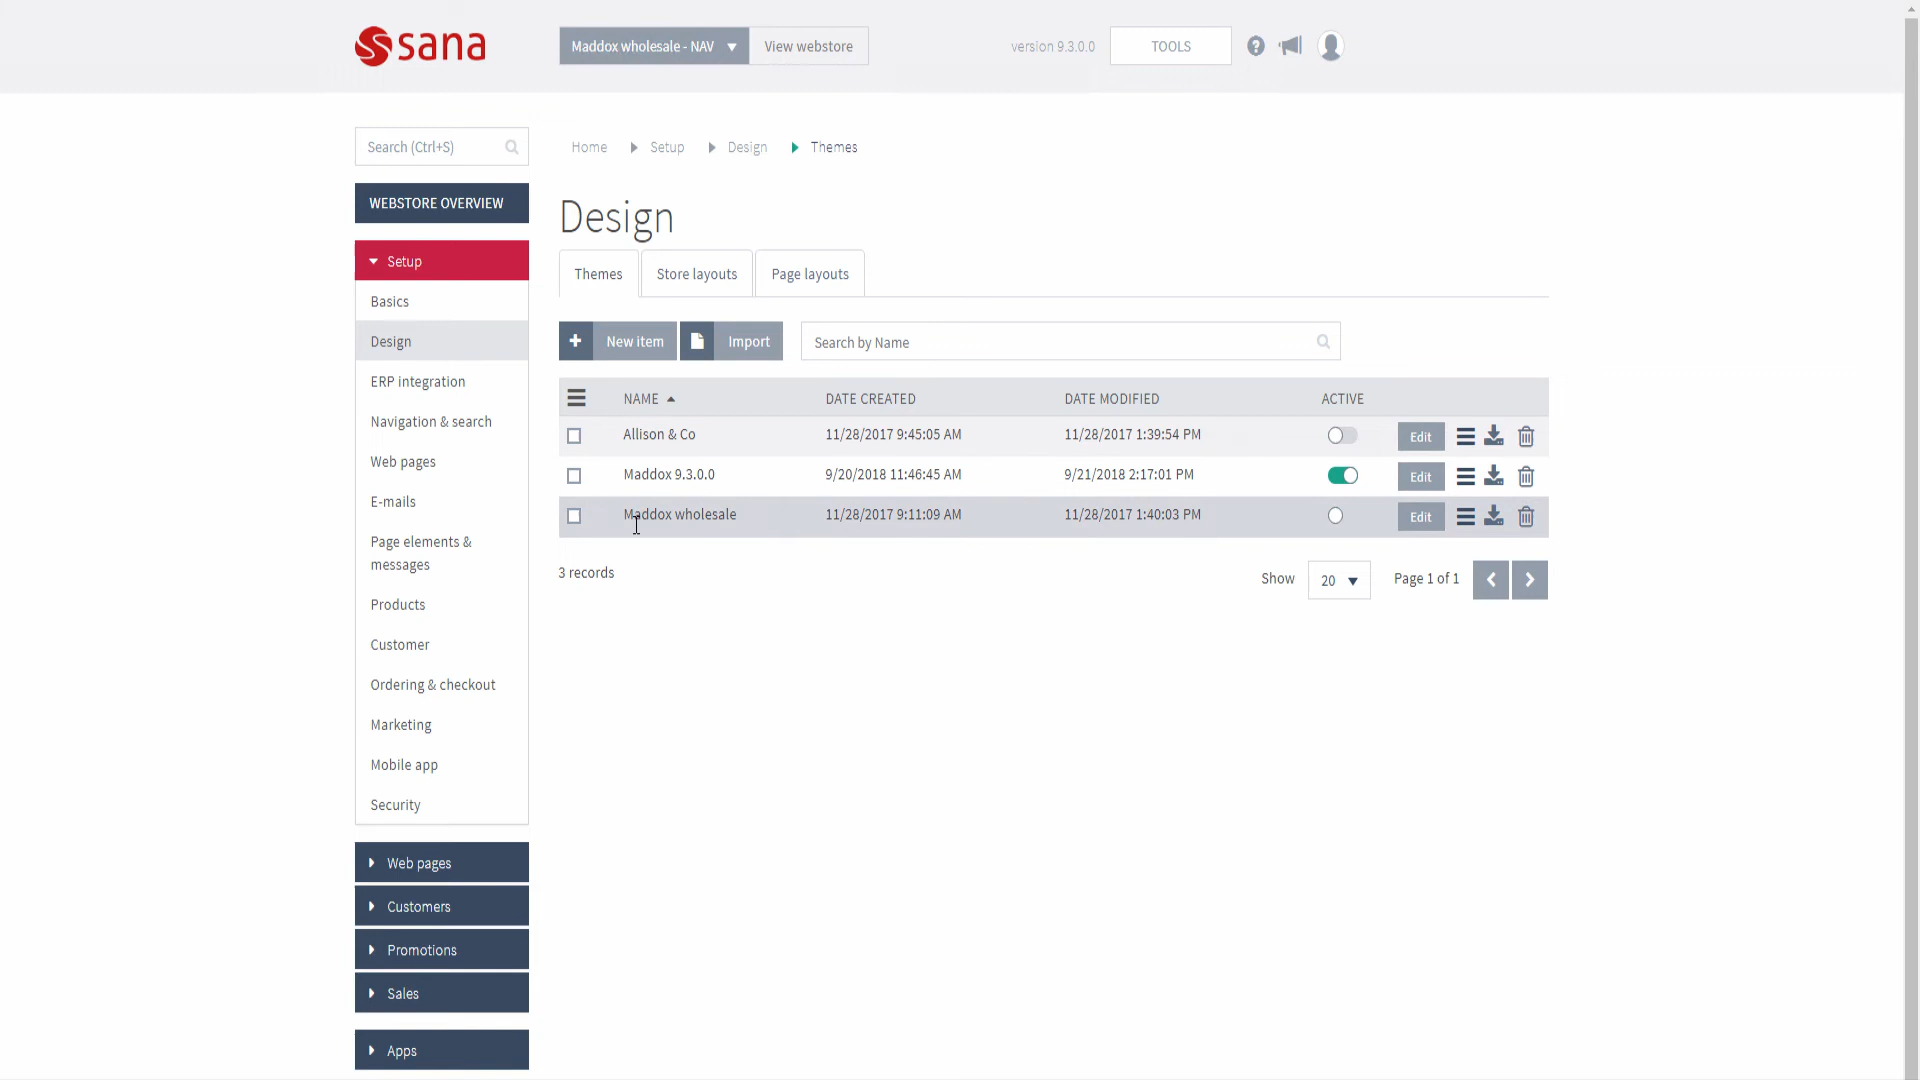 sana
Maddox wholesale - NAV
View webstore
version 9.3.0.0
TOOLS
Search (Ctrl+S)
Home Setup Design Themes
WEBSTORE OVERVIEW
Design
Setup
Themes
Store layouts
Page layouts
Basics
Design
New item
Import
Search by Name
ERP integration
NAME DATE CREATED DATE MODIFIED ACTIVE
Navigation & search
Allison & Co 11/28/2017 9:45:05 AM 11/28/2017 1:39:54 PM Edit
Web pages
Maddox 9.3.0.0 9/20/2018 11:46:45 AM 9/21/2018 2:17:01 PM Edit
E-mails
Maddox wholesale 11/28/2017 9:11:09 AM 11/28/2017 1:40:03 PM Edit
Page elements &
messages
3 records
Show 20 Page 1 of 1
Products
Customer
Ordering & checkout
Marketing
Mobile app
Security
Web pages
Customers
Promotions
Sales
Apps